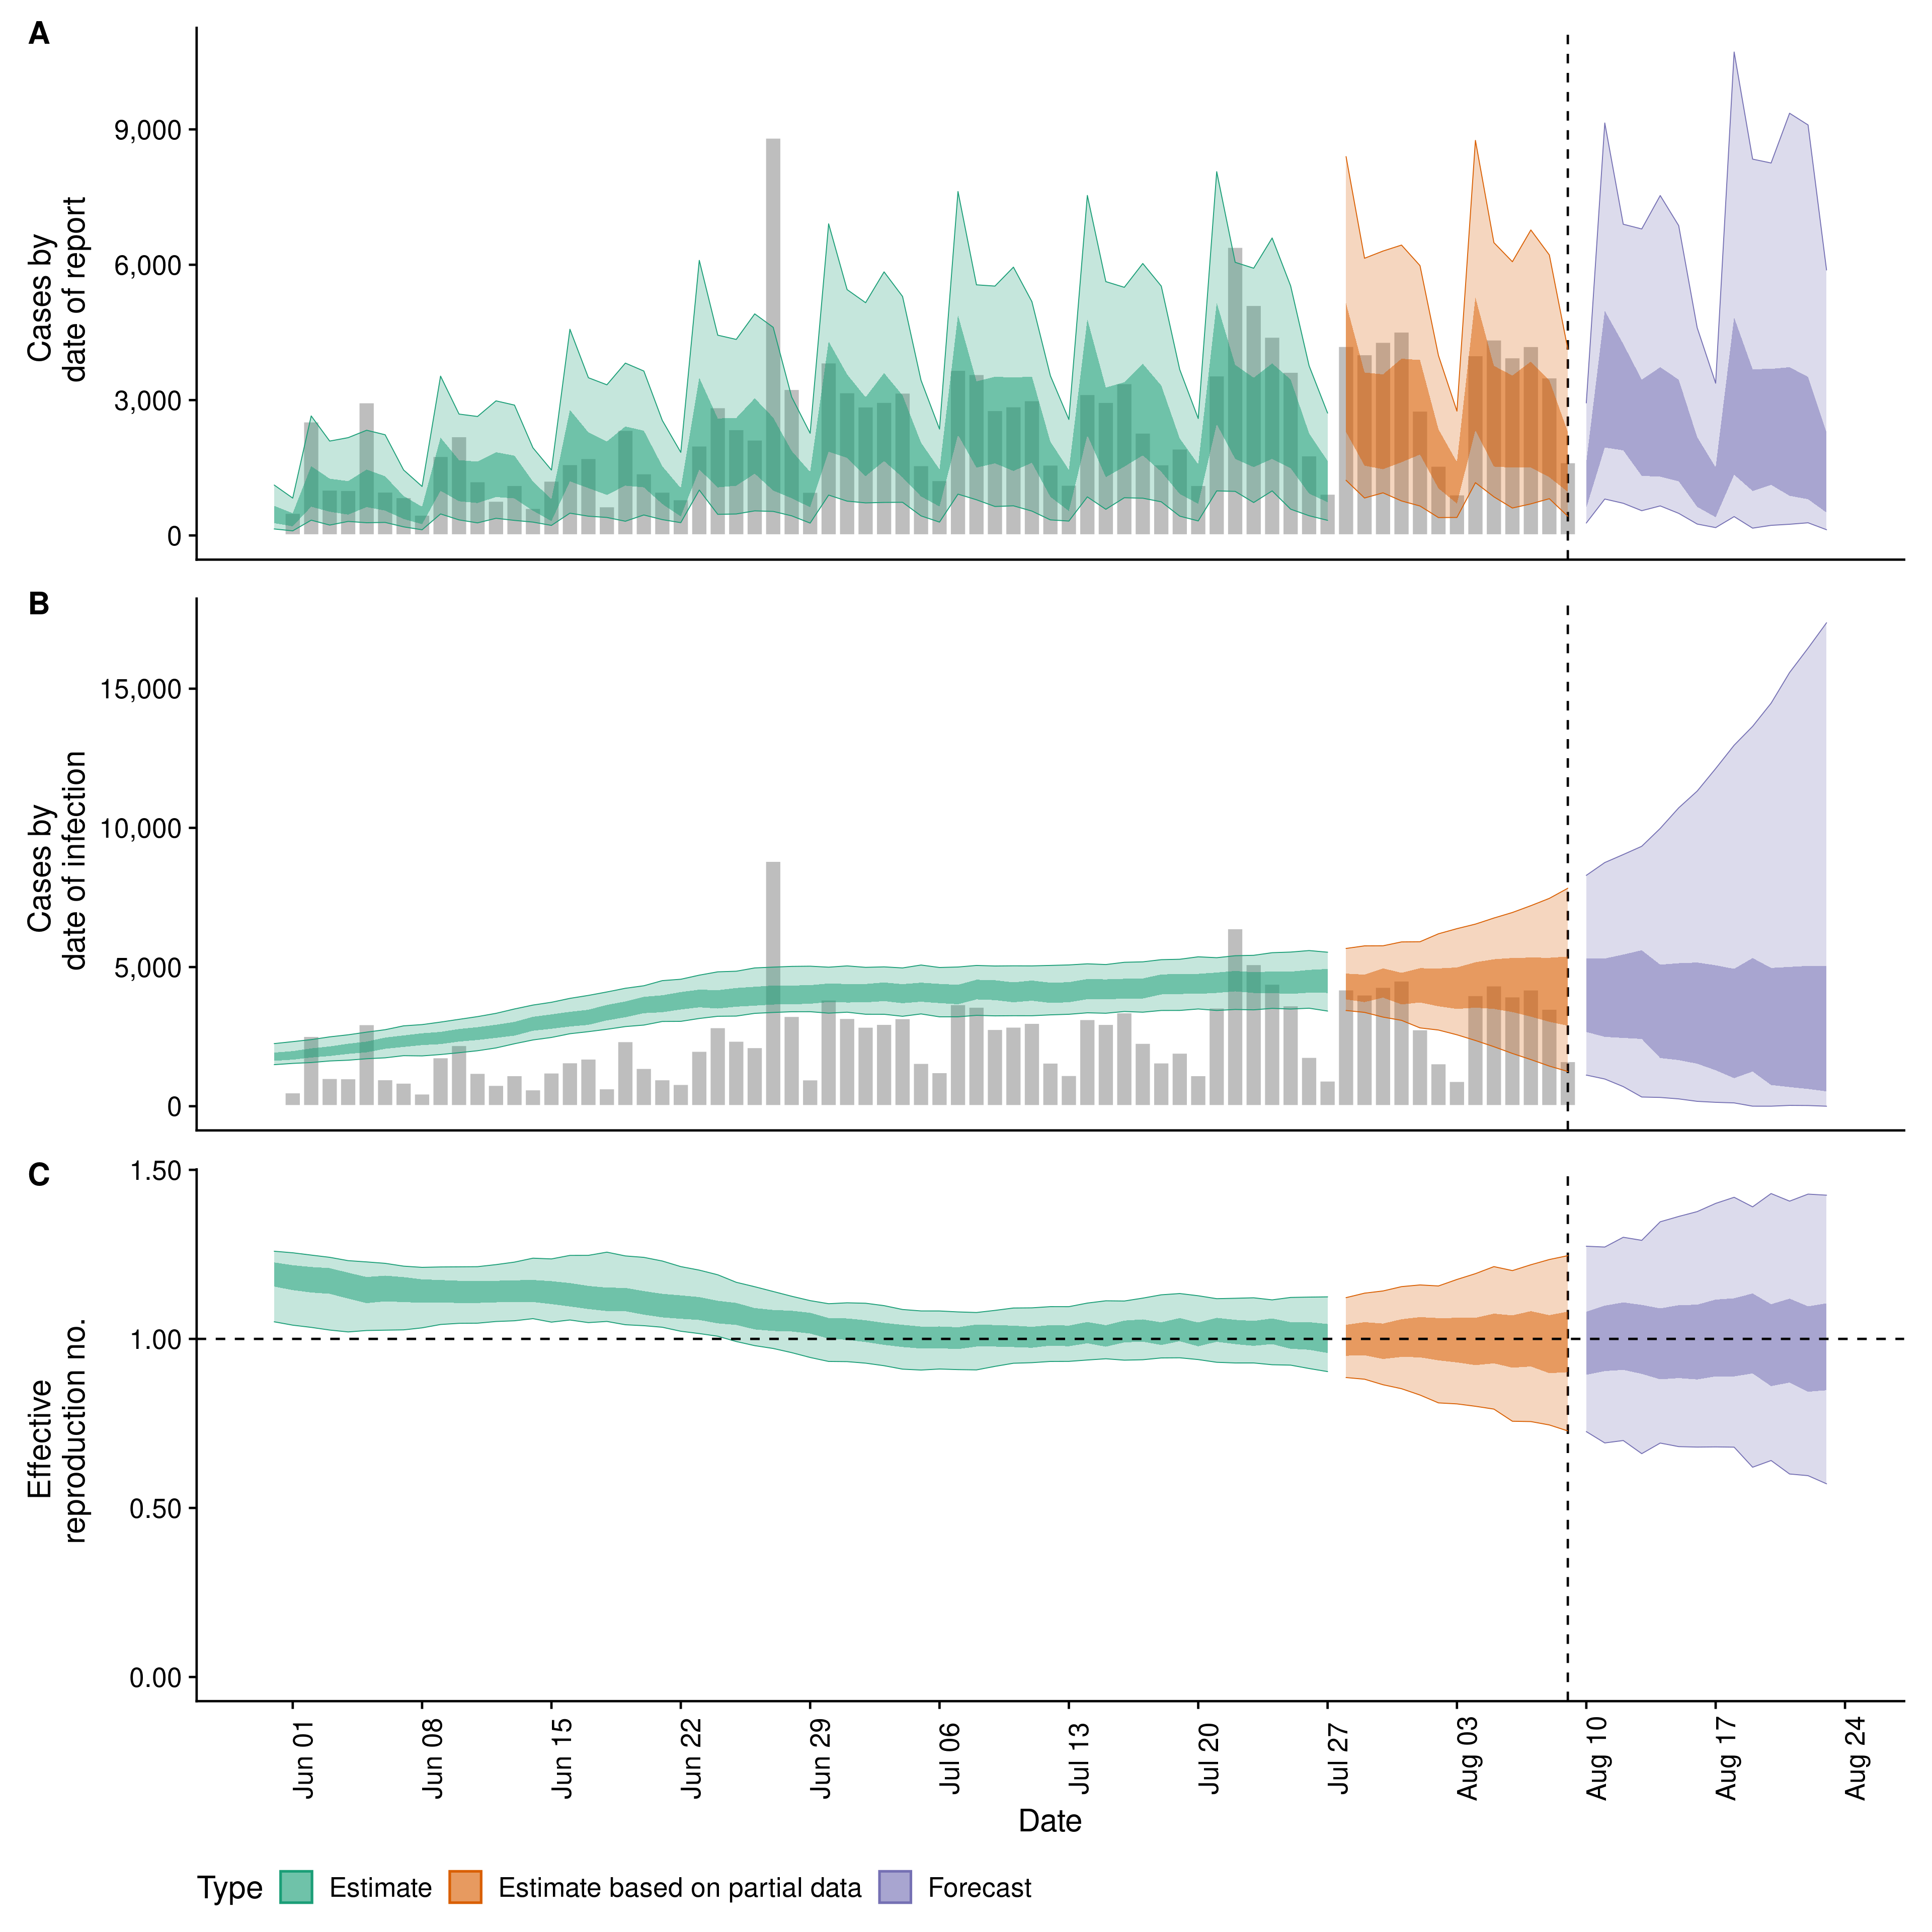 A
Cases by
date of report
9,000
6,000
3,000
0
B
Cases by
date of infection
15,000
10,000
5,000
0
C
Effective
reproduction no.
1.50
1.00
0.50
0.00
Jun 01
Jun 08
Jun 15
Jun 22
Jun 29
Jul 06
Jul 13
Jul 20
Jul 27
Aug 03
Aug 10
Aug 17
Aug 24
Date
Type Estimate Estimate based on partial data Forecast